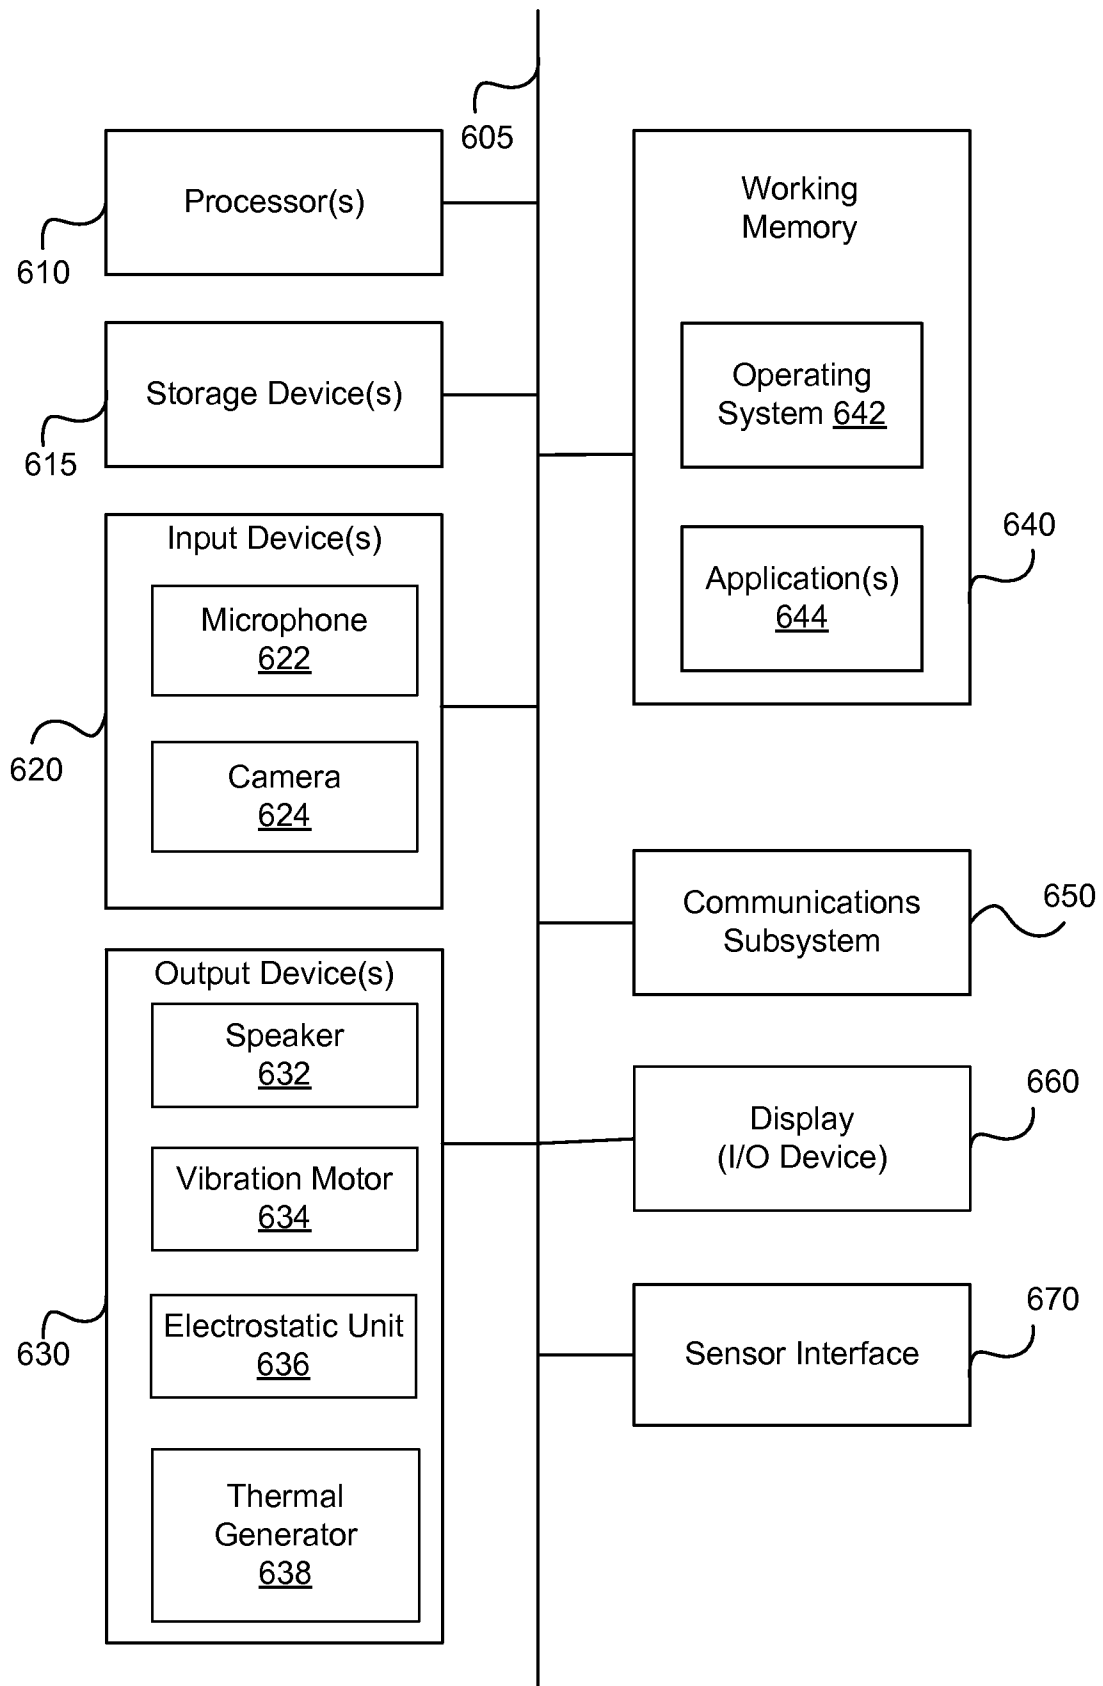 605
Processor(s)
610
Storage Device(s)
615
Input Device(s)
Microphone
622
Camera
624
620
Output Device(s)
Speaker
632
Vibration Motor
634
Electrostatic Unit
636
Thermal
Generator
638
630
Working
Memory
Operating
System 642
Application(s)
644
640
Communications
Subsystem
650
Display
(I/O Device)
660
Sensor Interface
670